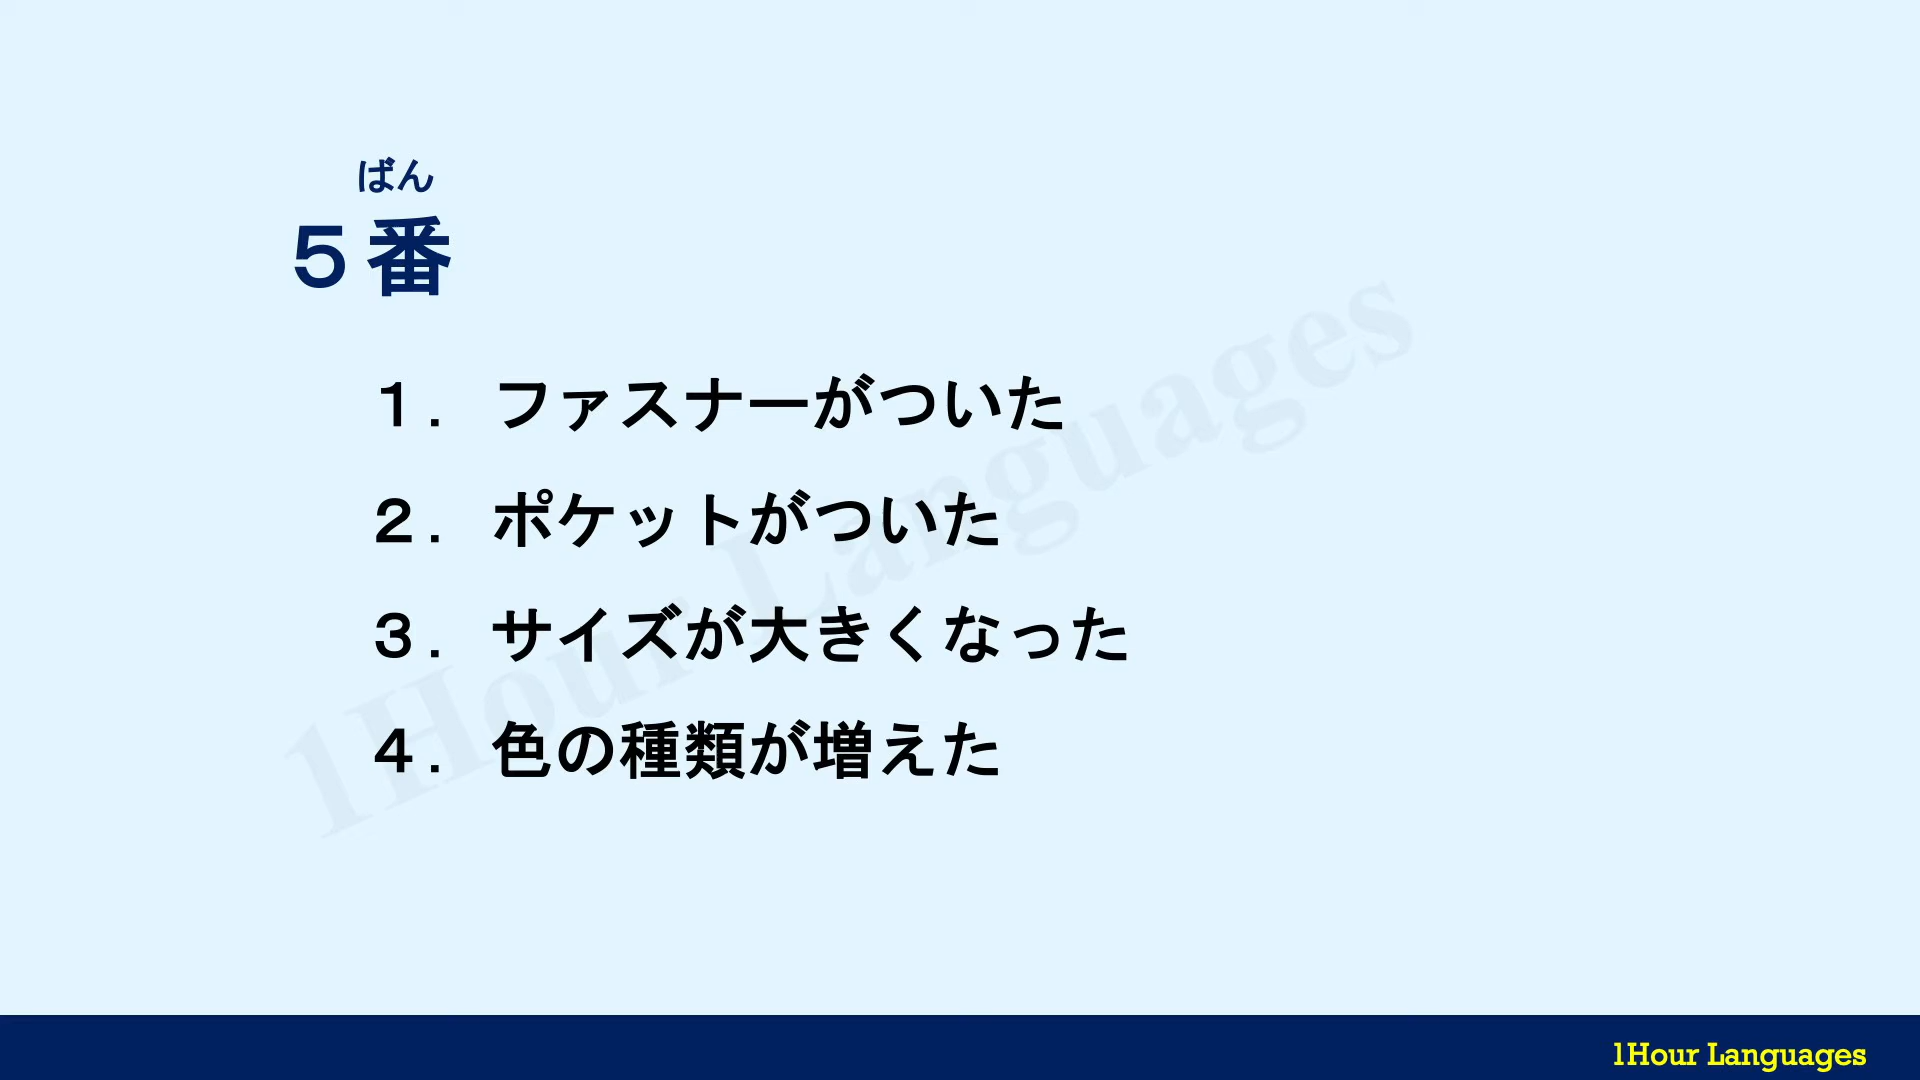 ばん
５番
１. ファスナーがついた
２. ポケットがついた
３. サイズが大きくなった
４. 色の種類が増えた
1Hour Languages
1Hour Languages